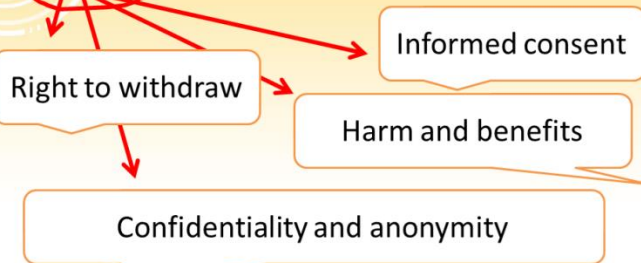 Informed consent
Right to withdraw
Harm and benefits
Confidentiality and anonymity